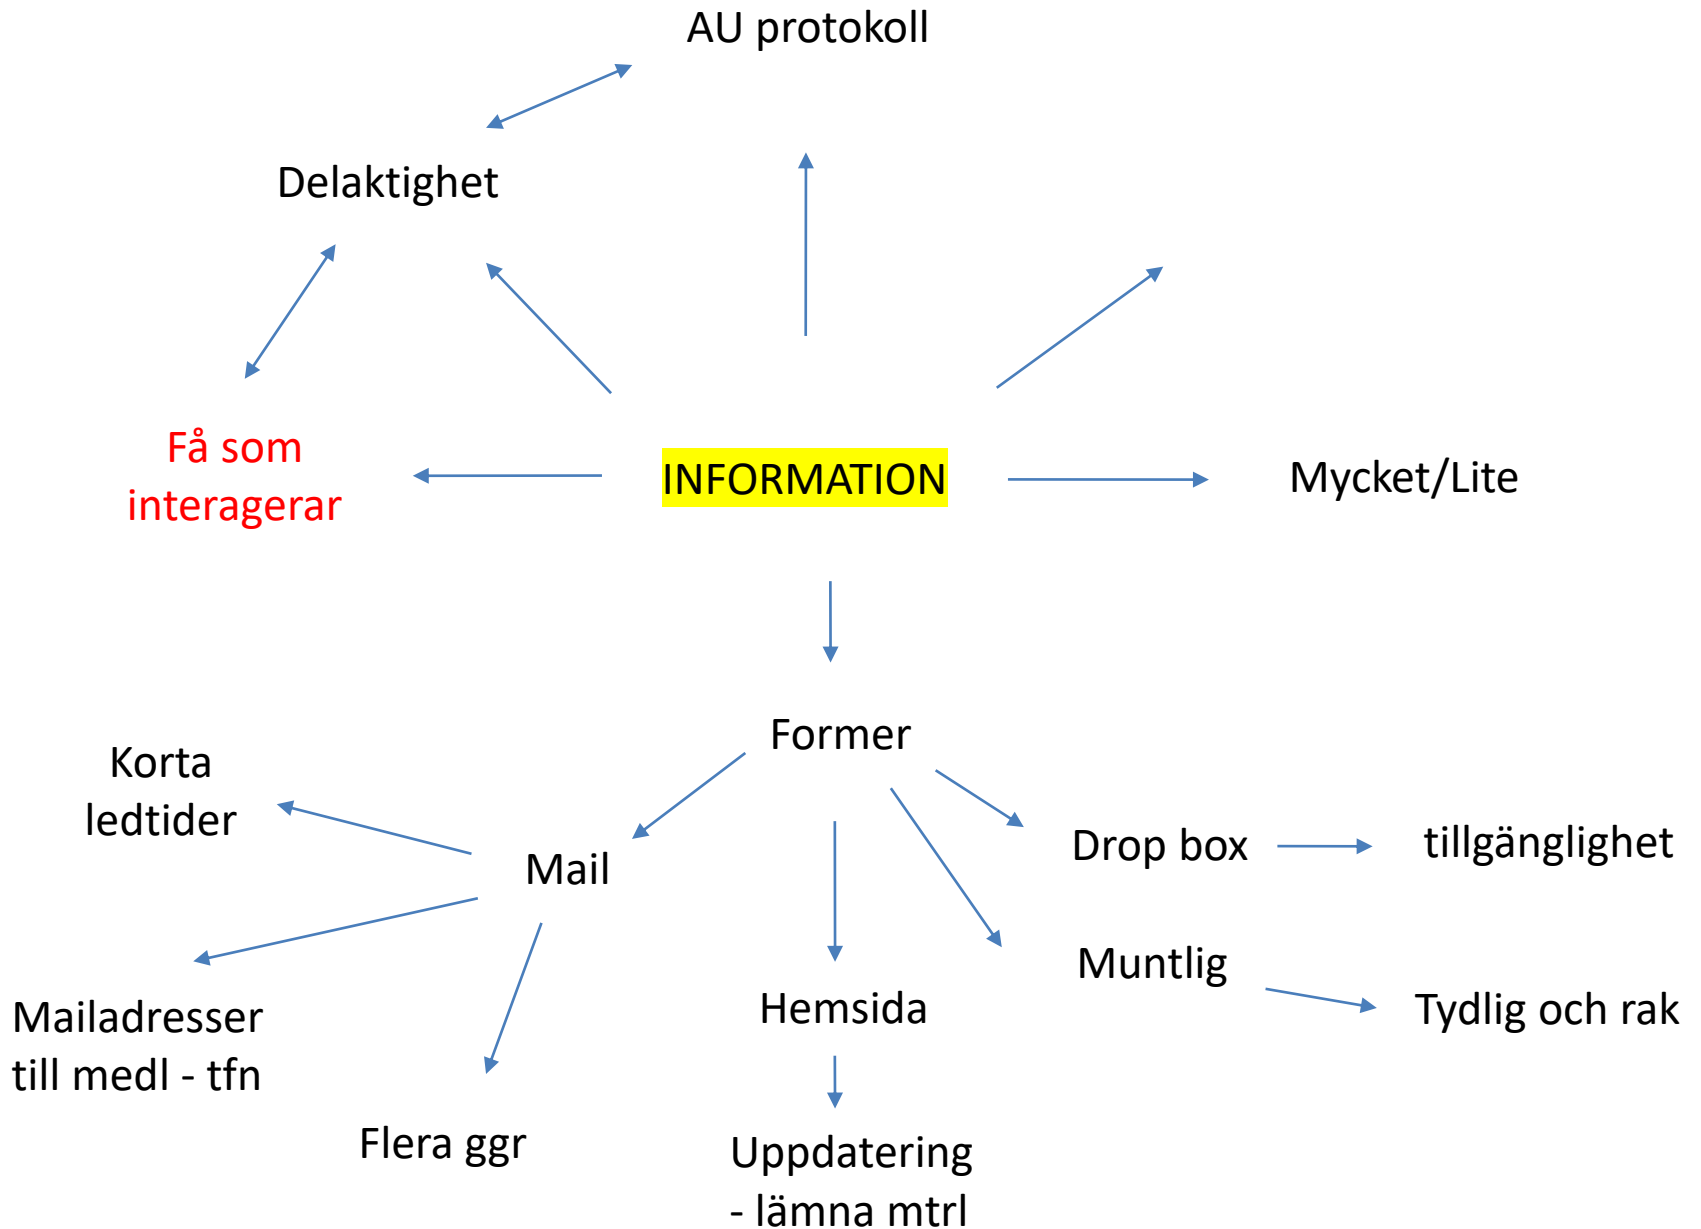 AU protokoll
Delaktighet
Få som
interagerar
INFORMATION
Mycket/Lite
Former
Korta
ledtider
Mail
Drop box
tillgänglighet
Muntlig
Hemsida
Tydlig och rak
Mailadresser
till medl - tfn
Flera ggr
Uppdatering
- lämna mtrl